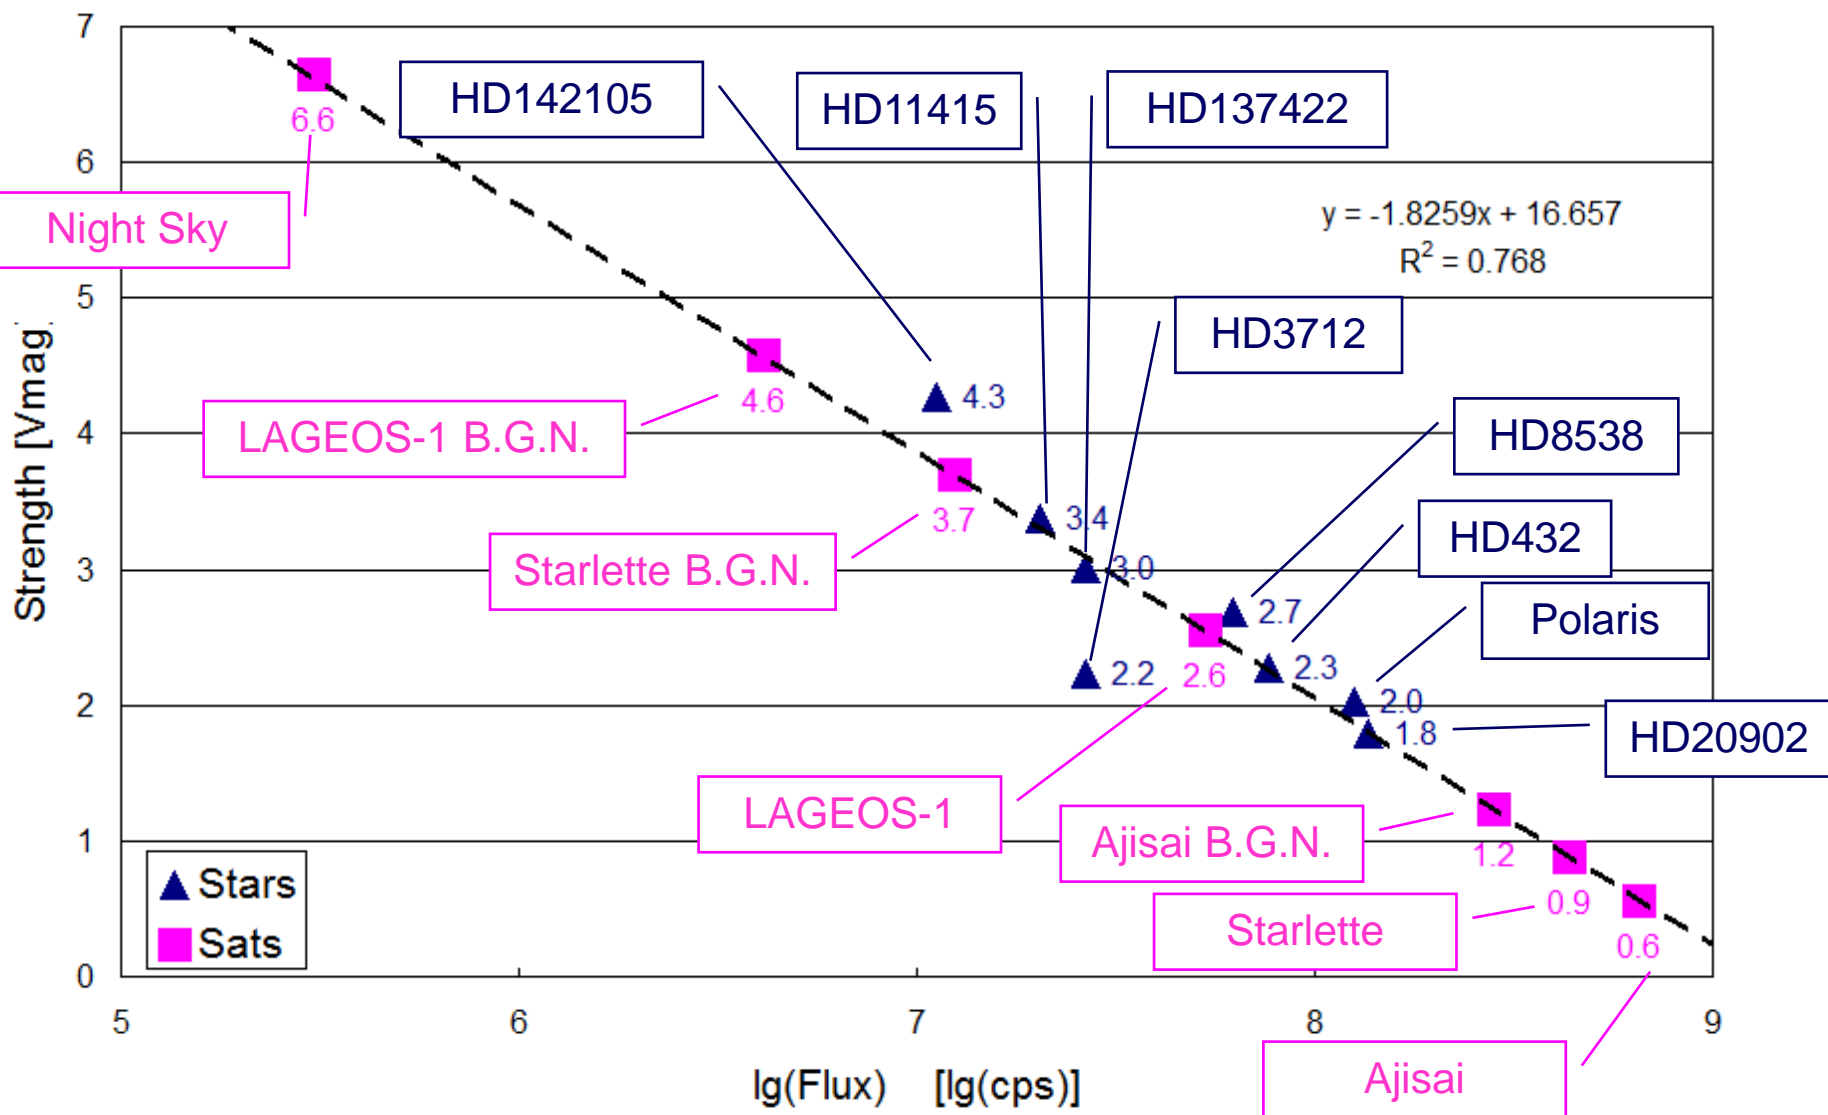 7
6.6
HD142105
HD11415
HD137422
6
Night Sky
y = -1.8259x + 16.657
R² = 0.768
5
HD3712
4.6
4.3
LAGEOS-1 B.G.N.
HD8538
4
3.7
3.4
HD432
Starlette B.G.N.
3
3.0
2.7
Polaris
2.2
2.6
2.3
2
2.0
1.8
HD20902
LAGEOS-1
Ajisai B.G.N.
1
1.2
Stars
Sats
Starlette
0.9
0.6
0
5
6
7
8
9
Ajisai
lg(Flux) [lg(cps)]
Strength [Vmag]